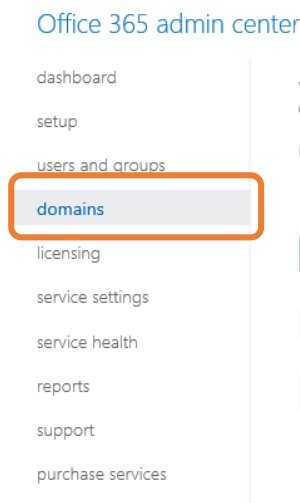 Office 365 admin center
dashboard
setup
users and groups
domains
licensing
service settings
service health
reports
support
purchase services